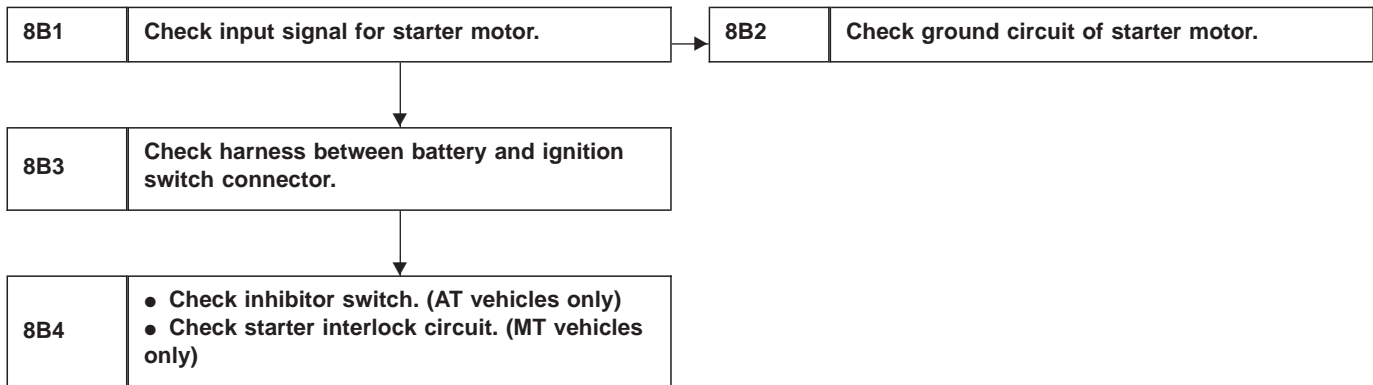 8B1 Check input signal for starter motor.
8B2 Check ground circuit of starter motor.
8B3 Check harness between battery and ignition
switch connector.
8B4
● Check inhibitor switch. (AT vehicles only)
● Check starter interlock circuit. (MT vehicles
only)